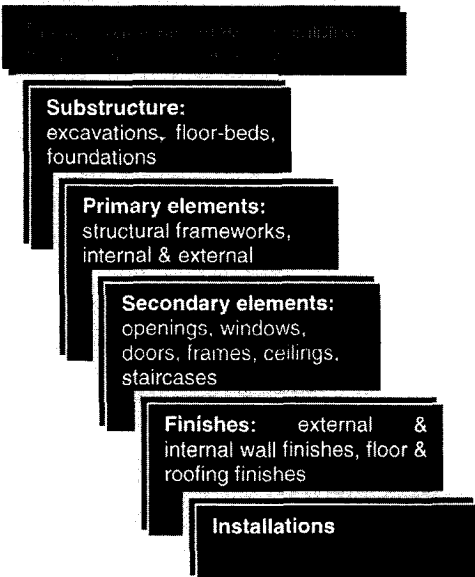 Substructure:
excavations, floor-beds,
foundations
Primary elements:
structural frameworks,
internal & external
Secondary elements:
openings, windows,
doors, frames, ceilings,
staircases
Finishes: external &
internal wall finishes, floor &
roofing finishes
Installations